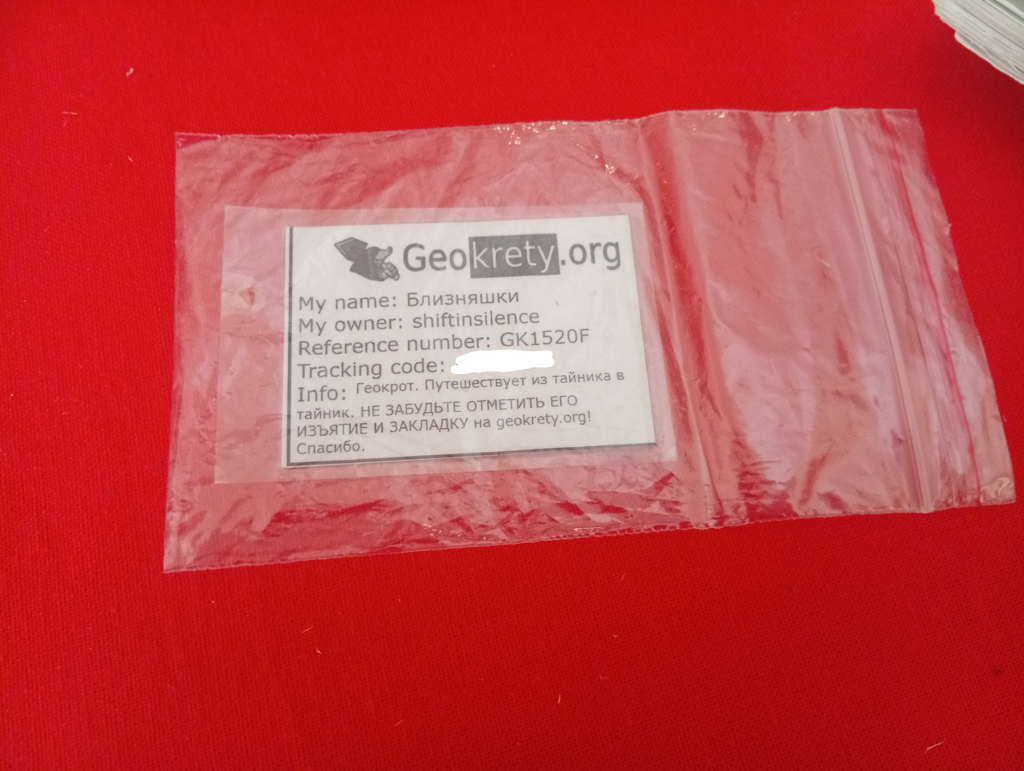 Geokrety.org
My name: Близняшки
My owner: shiftinsilence
Reference number: GK1520F
Tracking code:
Info: Геокрот. Путешествует из тайника в
тайник. НЕ ЗАБУДЬТЕ ОТМЕТИТЬ ЕГО
ИЗЪЯТИЕ И ЗАКЛАДКУ на geokrety.org!
Спасибо.